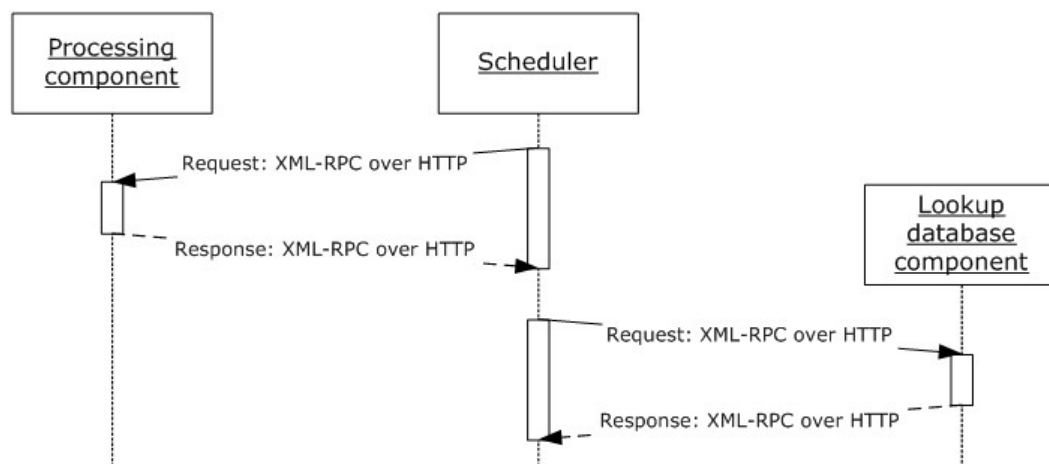 Processing
component
Scheduler
Request: XML-RPC over HTTP
Response: XML-RPC over HTTP
Lookup
database
component
Request: XML-RPC over HTTP
Response: XML-RPC over HTTP